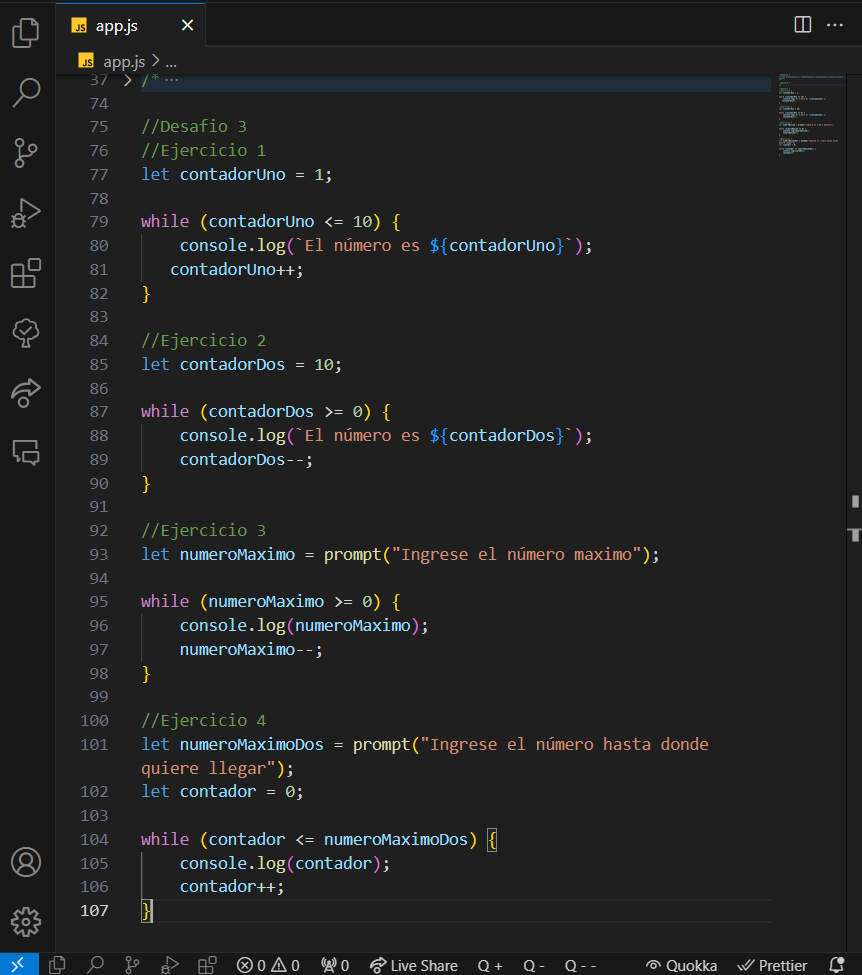 JS app.js
JS app.js > ...
37 > /* ...
74
75 //Desafio 3
76 //Ejercicio 1
77 let contadorUno = 1;
78
79 while (contadorUno <= 10) {
80     console.log(`El número es ${contadorUno}`);
81    contadorUno++;
82 }
83
84 //Ejercicio 2
85 let contadorDos = 10;
86
87 while (contadorDos >= 0) {
88     console.log(`El número es ${contadorDos}`);
89     contadorDos--;
90 }
91
92 //Ejercicio 3
93 let numeroMaximo = prompt("Ingrese el número maximo");
94
95 while (numeroMaximo >= 0) {
96     console.log(numeroMaximo);
97     numeroMaximo--;
98 }
99
100 //Ejercicio 4
101 let numeroMaximoDos = prompt("Ingrese el número hasta donde
quiere llegar");
102 let contador = 0;
103
104 while (contador <= numeroMaximoDos) {
105     console.log(contador);
106     contador++;
107 }
0 0 0 Live Share Q + Q - Q - - Quokka Prettier